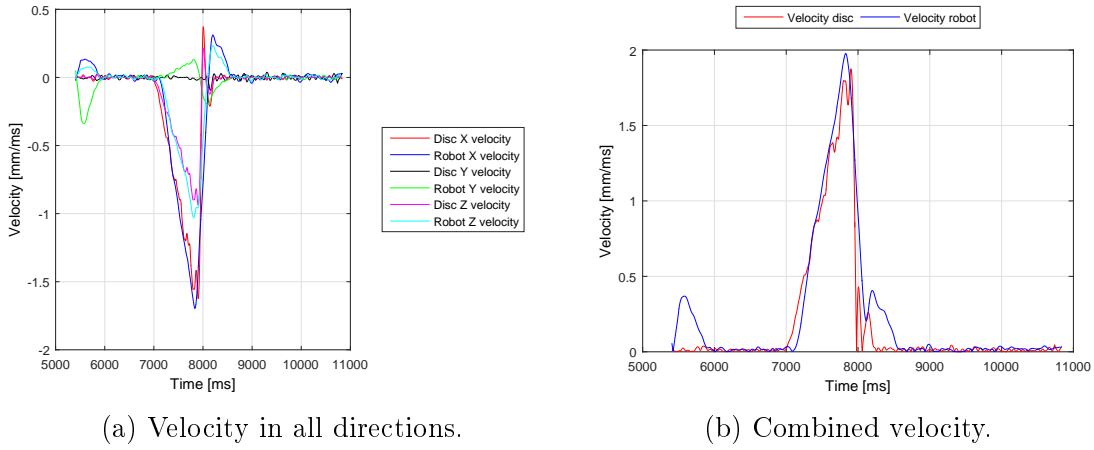 0.5
0
-0.5
-1
-1.5
-2
5000 6000 7000 8000 9000 10000 11000
Velocity [mm/ms]
Time [ms]
Disc X velocity
Robot X velocity
Disc Y velocity
Robot Y velocity
Disc Z velocity
Robot Z velocity
(a) Velocity in all directions.
Velocity disc Velocity robot
2
1.5
1
0.5
0
5000 6000 7000 8000 9000 10000 11000
Velocity [mm/ms]
Time [ms]
(b) Combined velocity.